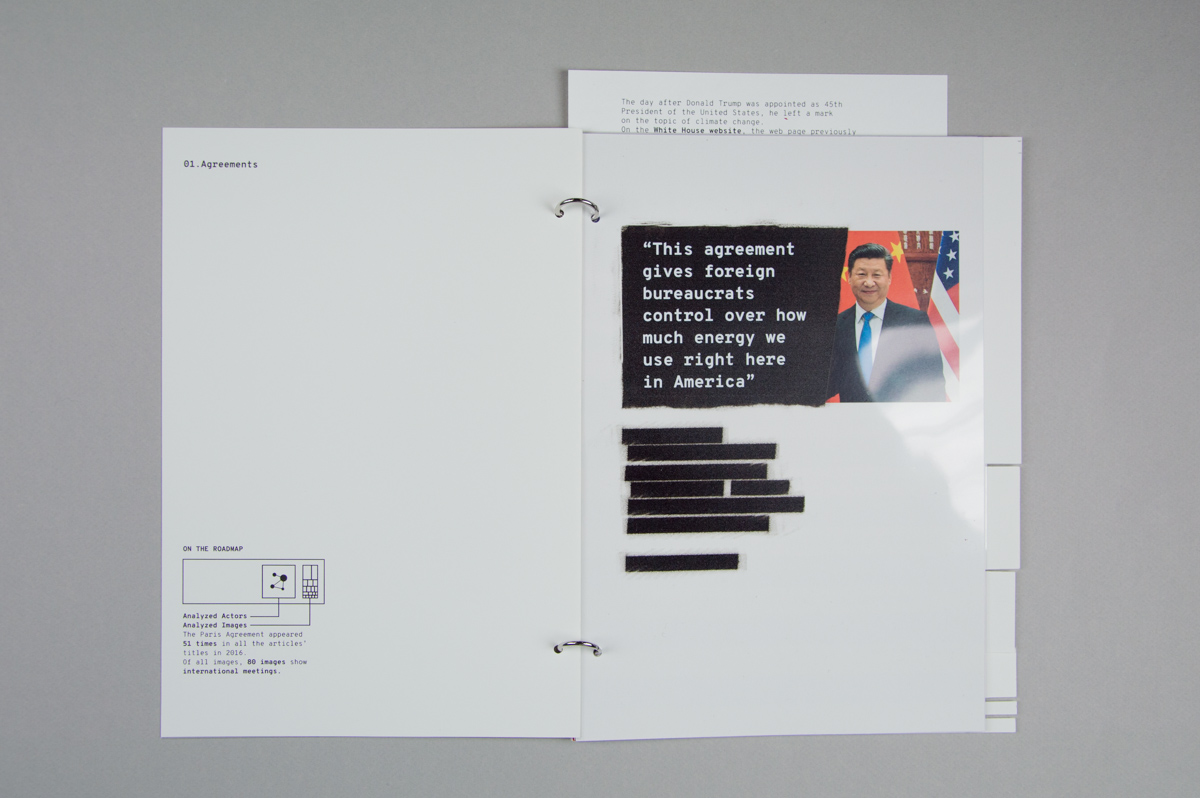 The day after Donald Trump was appointed as 45th
President of the United States, he left a mark
on the topic of climate change.
On the White House website, the web page previously
01.Agreements
“This agreement
gives foreign
bureaucrats
control over how
much energy we
use right here
in America”
ON THE ROADMAP
Analyzed Actors
Analyzed Images
The Paris Agreement appeared
51 times in all the articles'
titles in 2016.
Of all images, 80 images show
international meetings.